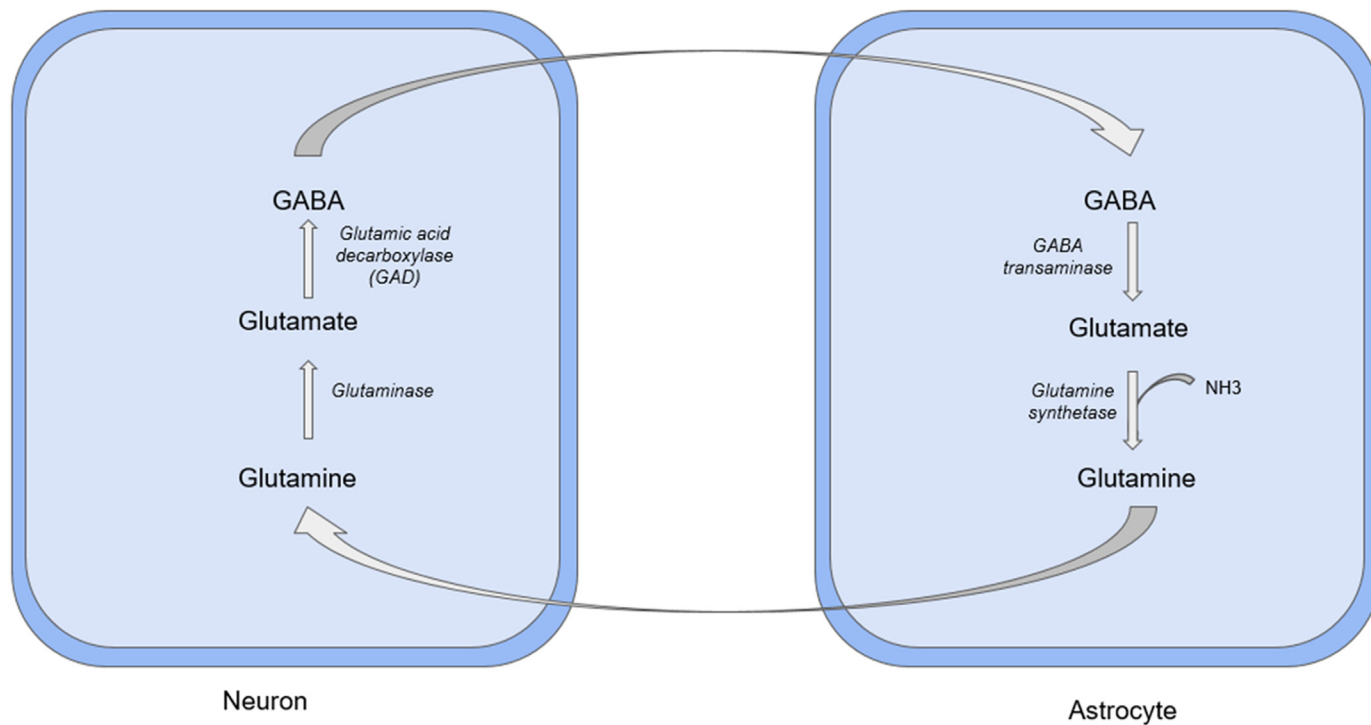 GABA
Glutamic acid
decarboxylase
(GAD)
Glutamate
Glutaminase
Glutamine
Neuron
GABA
GABA
transaminase
Glutamate
Glutamine
synthetase
NH3
Glutamine
Astrocyte